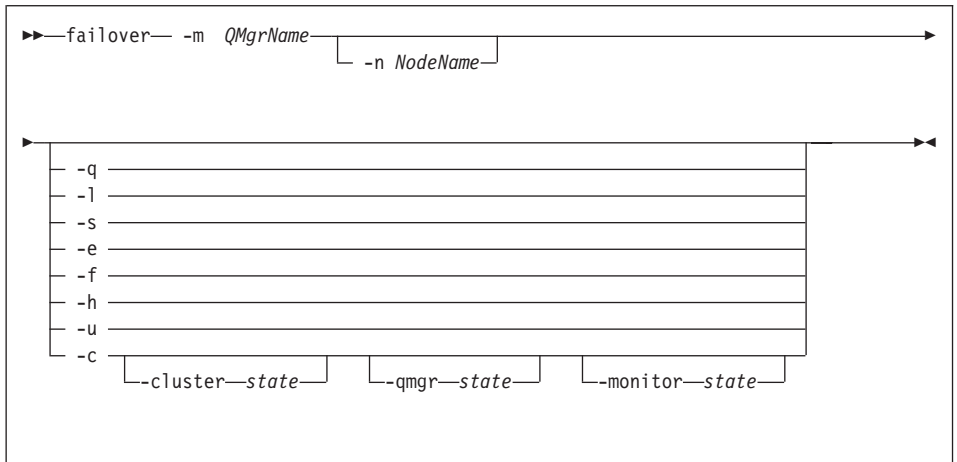 failover -m QMgrName
-n NodeName
-q
-l
-s
-e
-f
-h
-u
-c
-cluster state -qmgr state -monitor state